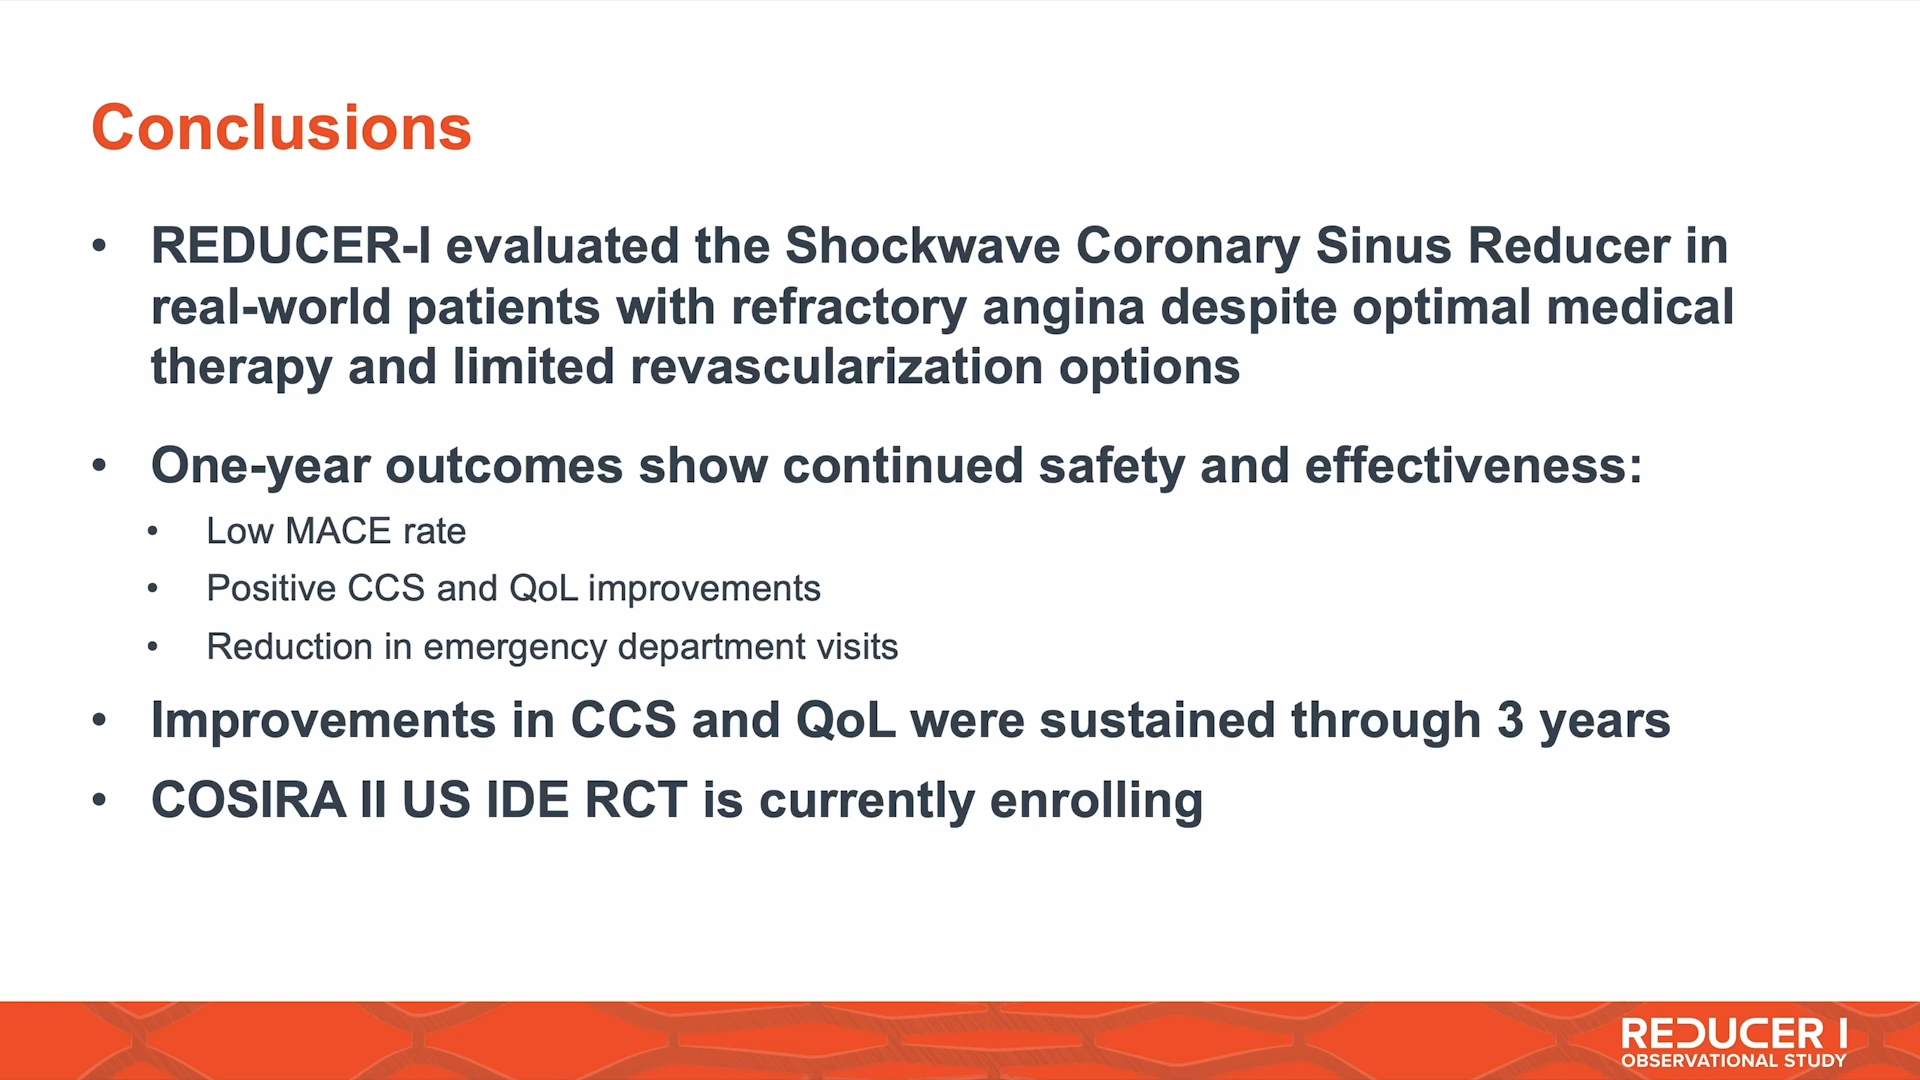 Conclusions
• REDUCER-I evaluated the Shockwave Coronary Sinus Reducer in
real-world patients with refractory angina despite optimal medical
therapy and limited revascularization options
• One-year outcomes show continued safety and effectiveness:
• Low MACE rate
• Positive CCS and QoL improvements
• Reduction in emergency department visits
• Improvements in CCS and QoL were sustained through 3 years
• COSIRA II US IDE RCT is currently enrolling
REDUCER I
OBSERVATIONAL STUDY